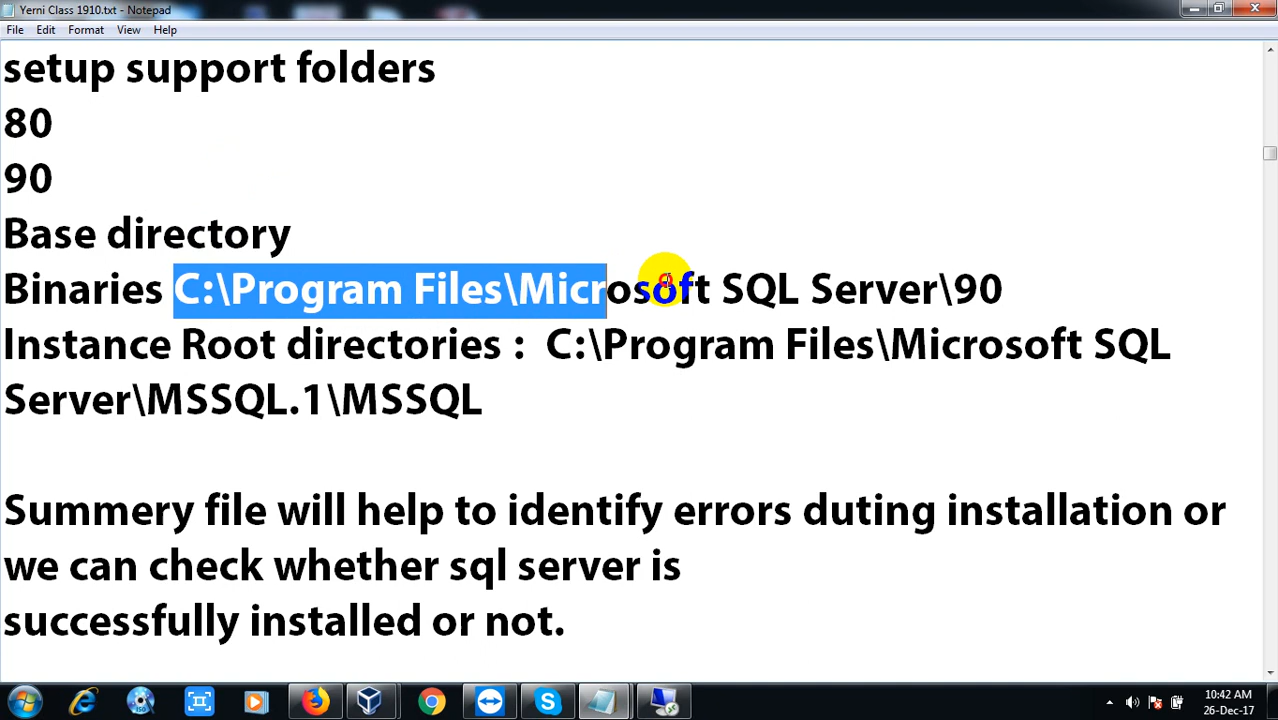 Yerni Class 1910.txt - Notepad
File Edit Format View Help
setup support folders
80
90
Base directory
Binaries C:\Program Files\Microsoft SQL Server\90
Instance Root directories :  C:\Program Files\Microsoft SQL
Server\MSSQL.1\MSSQL
Summery file will help to identify errors duting installation or
we can check whether sql server is
successfully installed or not.
10:42 AM
26-Dec-17